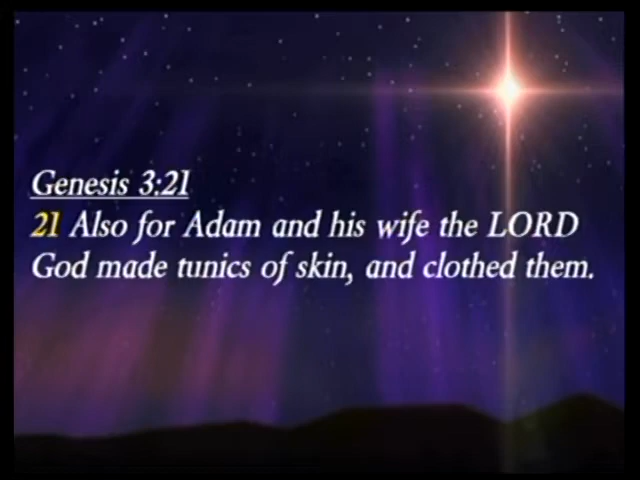 Genesis 3:21
21 Also for Adam and his wife the LORD
God made tunics of skin, and clothed them.